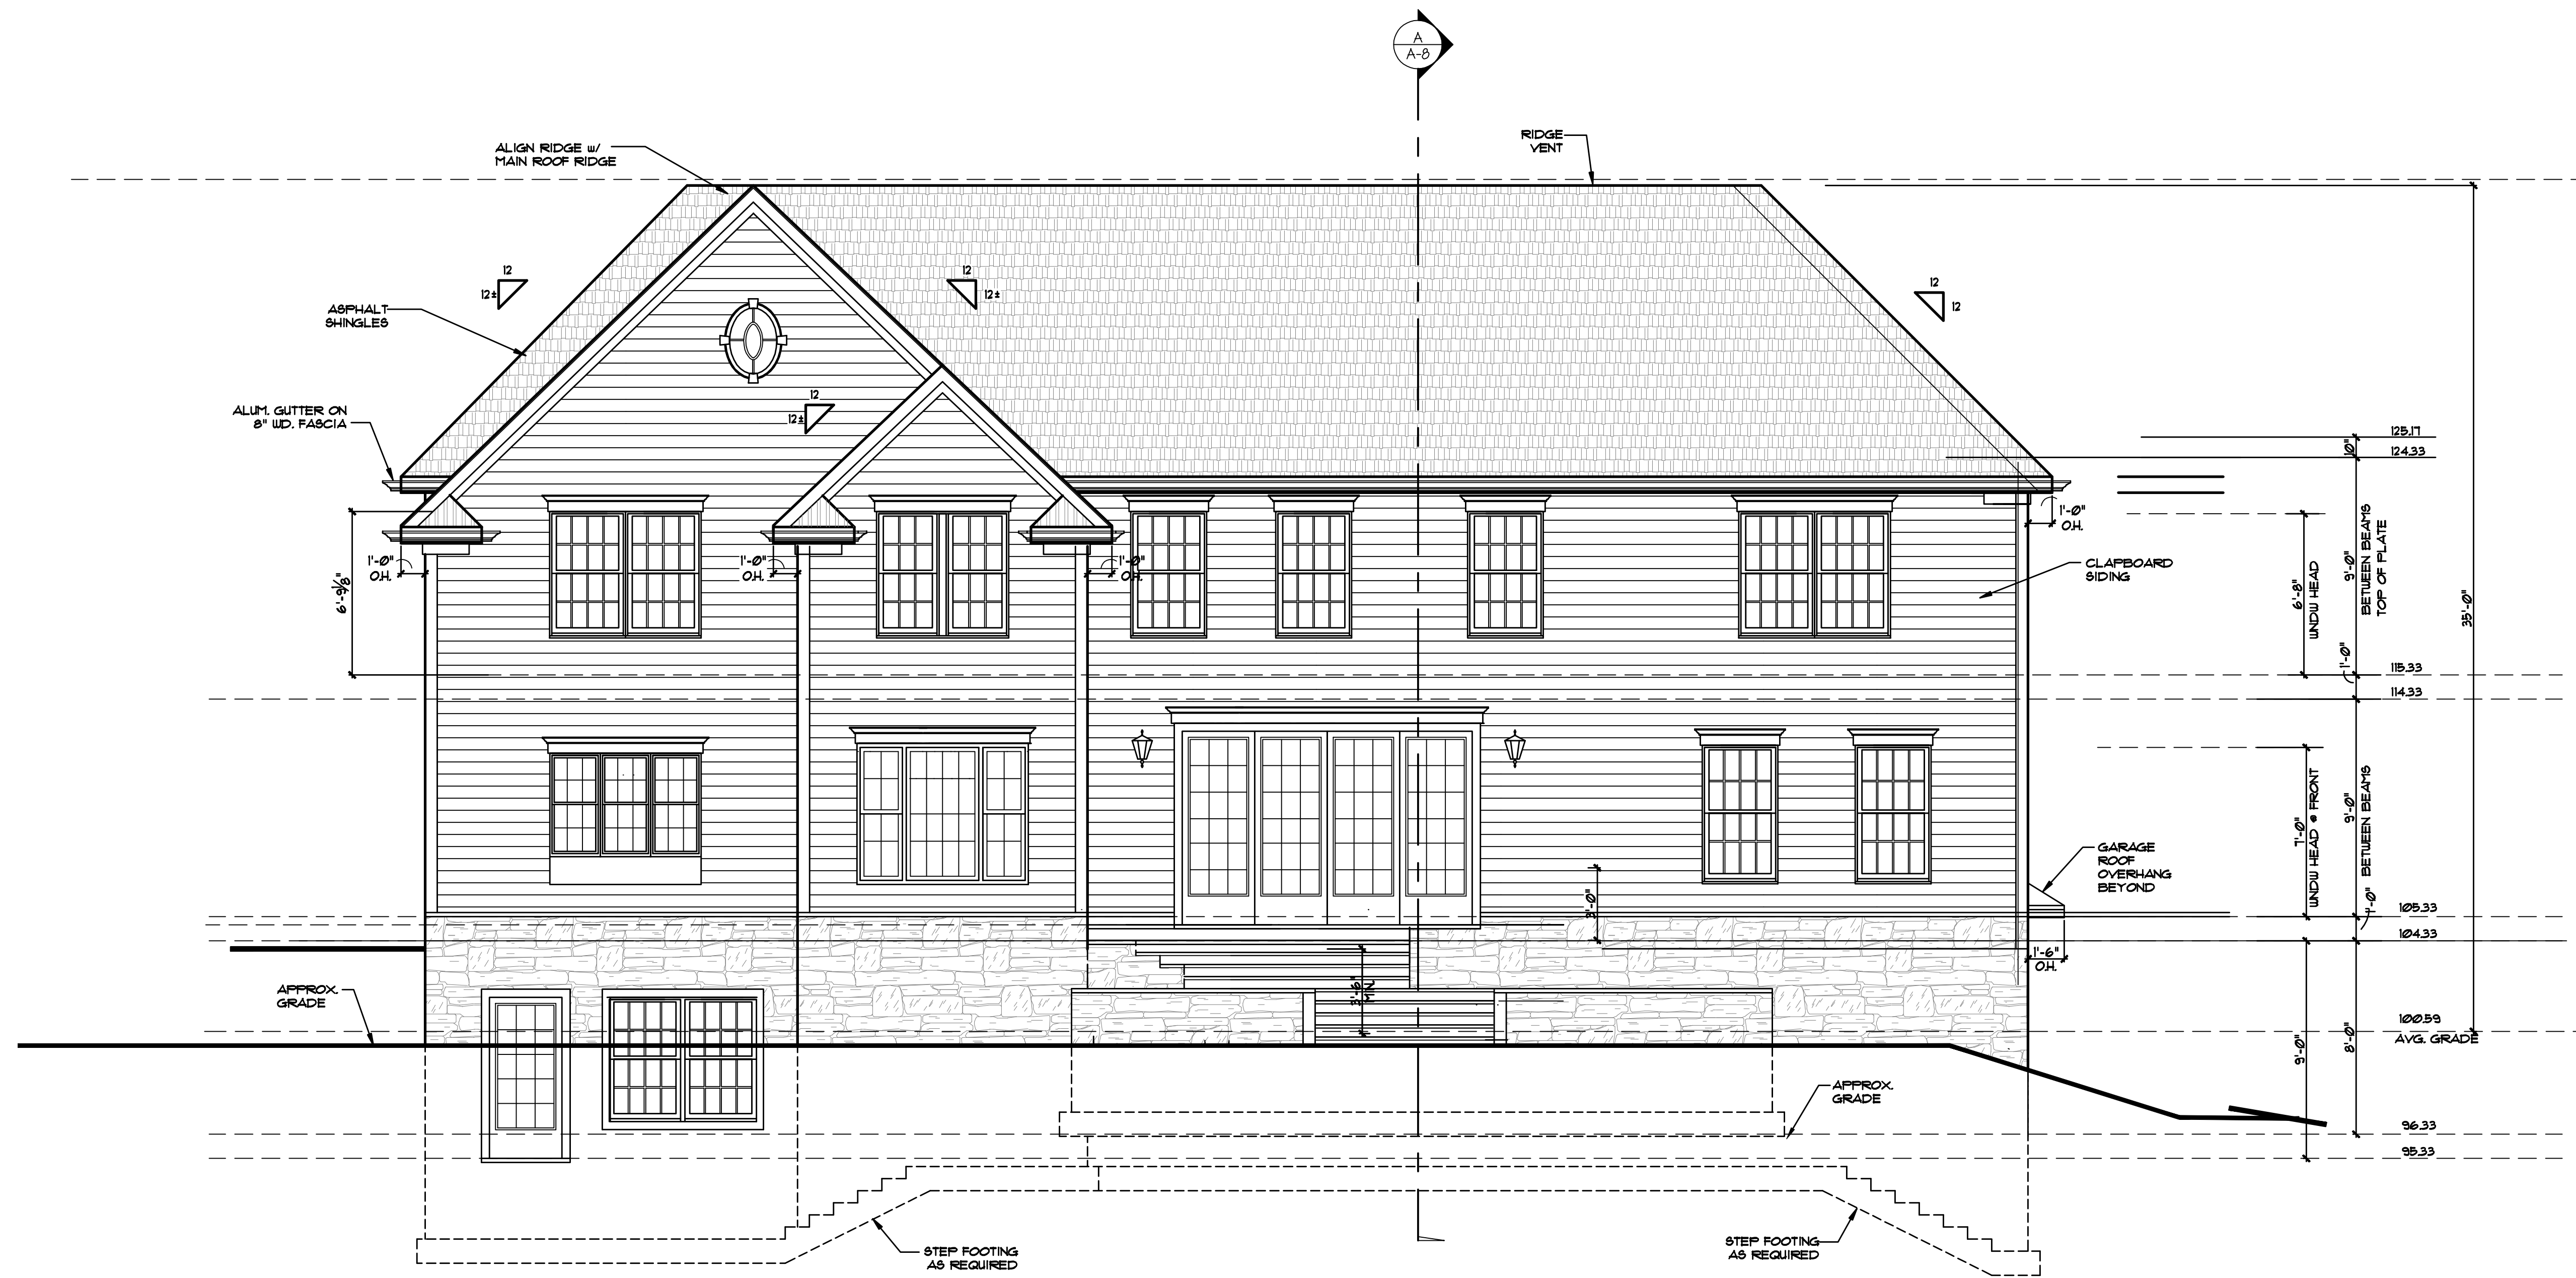 A
A-8
RIDGE
VENT
ALIGN RIDGE w/
MAIN ROOF RIDGE
12
12±
12
12±
12
12
ASPHALT
SHINGLES
12
12±
ALUM. GUTTER ON
8" WD. FASCIA
125.17
10"
124.33
1'-0"
O.H.
1'-0"
O.H.
1'-0"
O.H.
1'-0"
O.H.
6'-9⅛"
CLAPBOARD
SIDING
6'-8"
WNDW HEAD
9'-0"
BETWEEN BEAMS
TOP OF PLATE
35'-0"
1'-0"
115.33
114.33
7'-0"
WNDW HEAD @ FRONT
9'-0"
BETWEEN BEAMS
GARAGE
ROOF
OVERHANG
BEYOND
3'-0"
1'-0"
105.33
104.33
1'-6"
O.H.
APPROX.
GRADE
3'-6"
MIN.
100.59
AVG. GRADE
9'-0"
8'-0"
APPROX.
GRADE
96.33
95.33
STEP FOOTING
AS REQUIRED
STEP FOOTING
AS REQUIRED